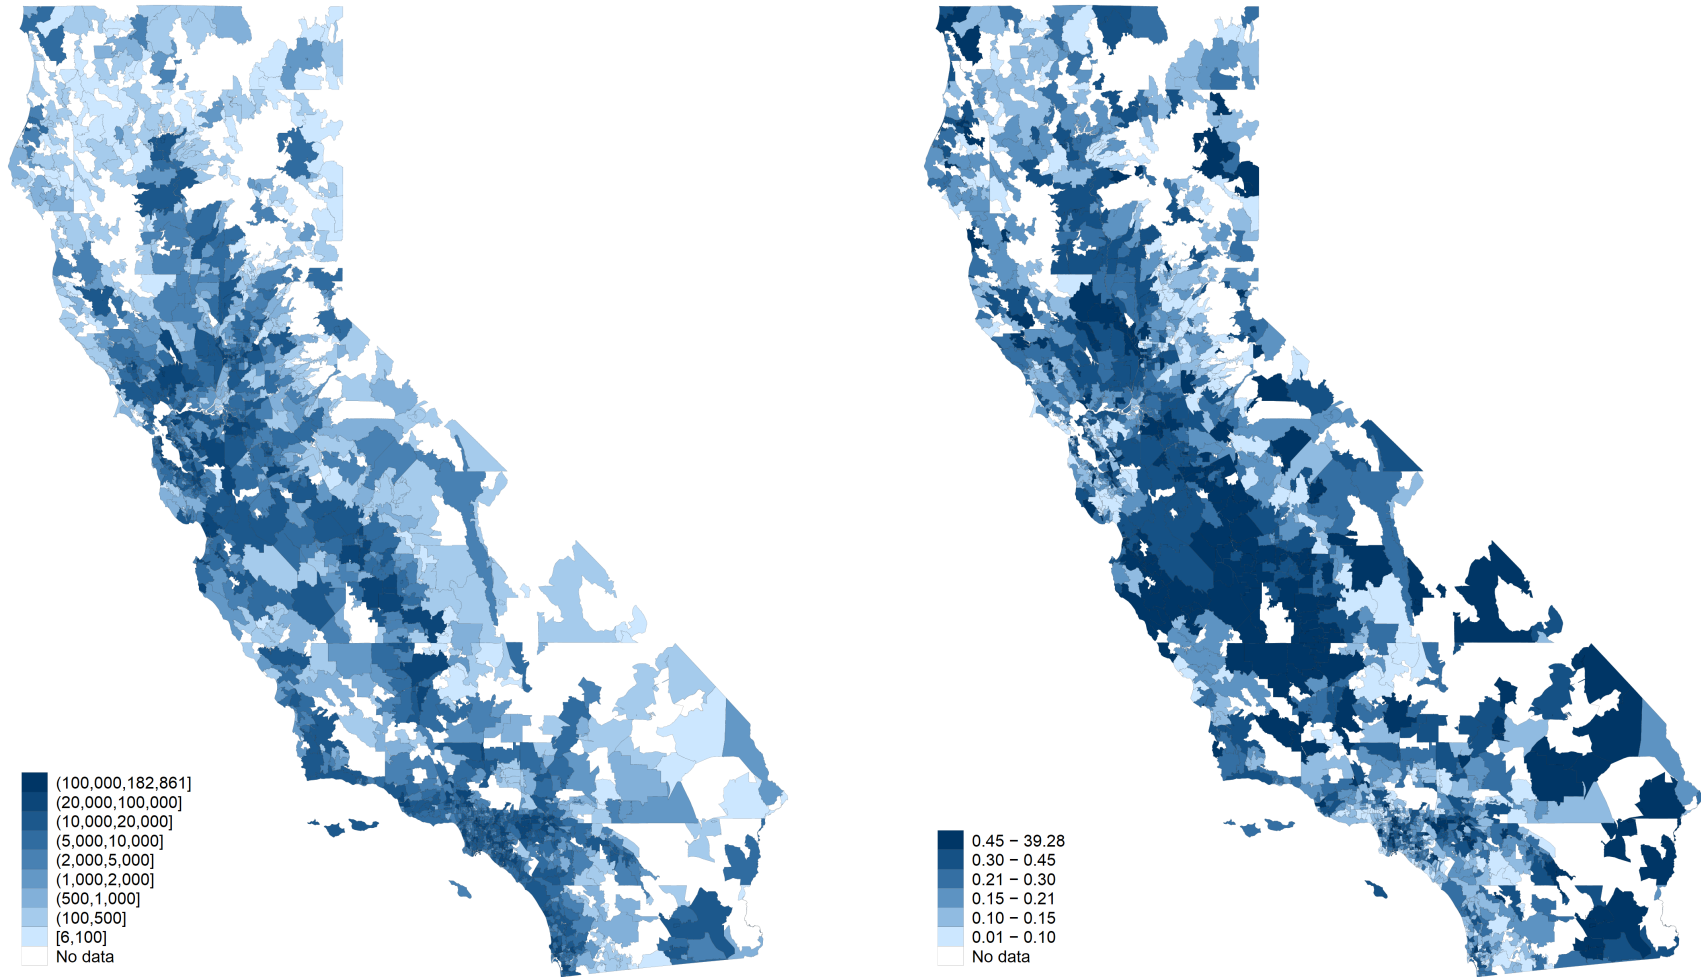 (100,000,182,861]
(20,000,100,000]
(10,000,20,000]
(5,000,10,000]
(2,000,5,000]
(1,000,2,000]
(500,1,000]
(100,500]
[6,100]
No data
0.45 − 39.28
0.30 − 0.45
0.21 − 0.30
0.15 − 0.21
0.10 − 0.15
0.01 − 0.10
No data